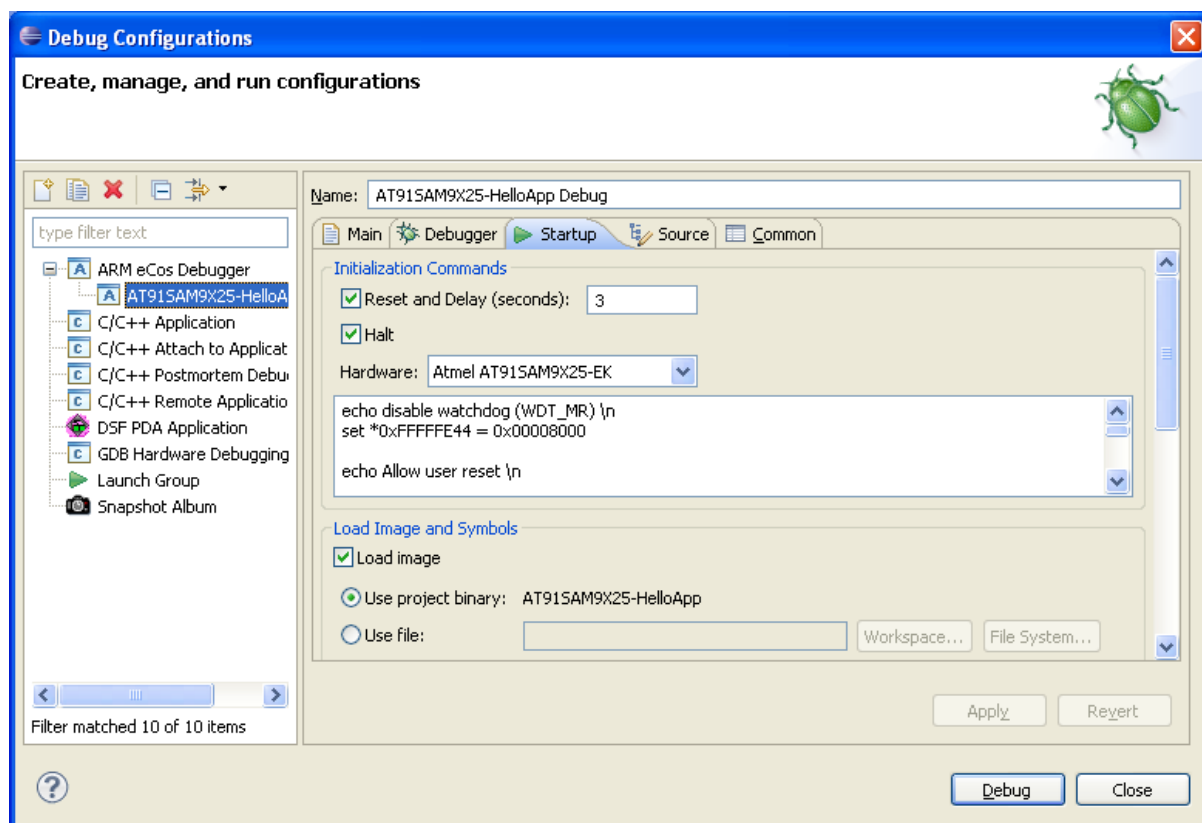 Debug Configurations
Create, manage, and run configurations
type filter text
ARM eCos Debugger
AT91SAM9X25-HelloA
C/C++ Application
C/C++ Attach to Applicat
C/C++ Postmortem Debu
C/C++ Remote Applicatio
DSF PDA Application
GDB Hardware Debugging
Launch Group
Snapshot Album
Filter matched 10 of 10 items
Name: AT91SAM9X25-HelloApp Debug
Main Debugger Startup Source Common
Initialization Commands
Reset and Delay (seconds): 3
Halt
Hardware: Atmel AT91SAM9X25-EK
echo disable watchdog (WDT_MR) \n
set *0xFFFFFE44 = 0x00008000
echo Allow user reset \n
Load Image and Symbols
Load image
Use project binary: AT91SAM9X25-HelloApp
Use file: Workspace... File System...
Apply Revert
? Debug Close